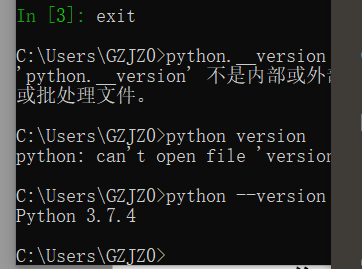 In [3]: exit
C:\Users\GZJZ0>python.__version
'python.__version' 不是内部或外
或批处理文件。
C:\Users\GZJZ0>python version
python: can't open file 'version
C:\Users\GZJZ0>python --version
Python 3.7.4
C:\Users\GZJZ0>